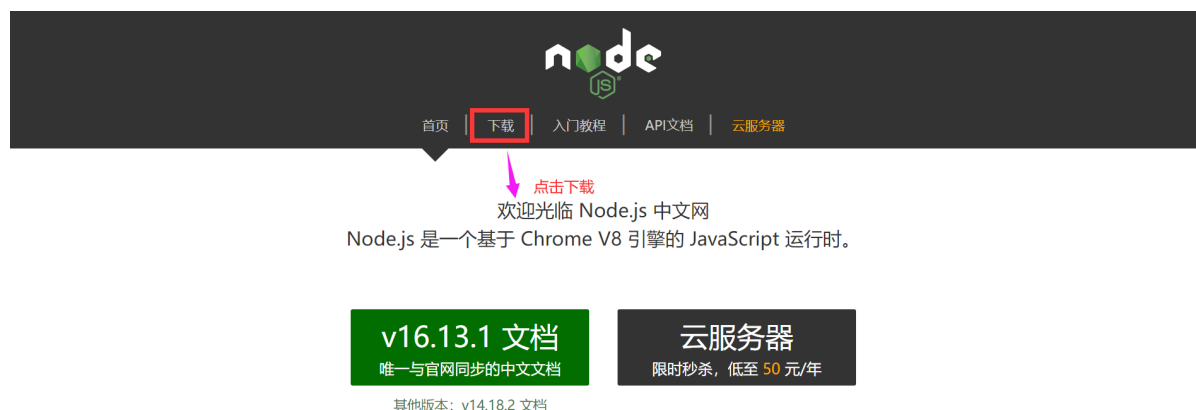 node
JS
首页 | 下载 | 入门教程 | API文档 | 云服务器
点击下载
欢迎光临 Node.js 中文网
Node.js 是一个基于 Chrome V8 引擎的 JavaScript 运行时。
v16.13.1 文档
唯一与官网同步的中文文档
云服务器
限时秒杀，低至 50 元/年
其他版本：v14.18.2 文档